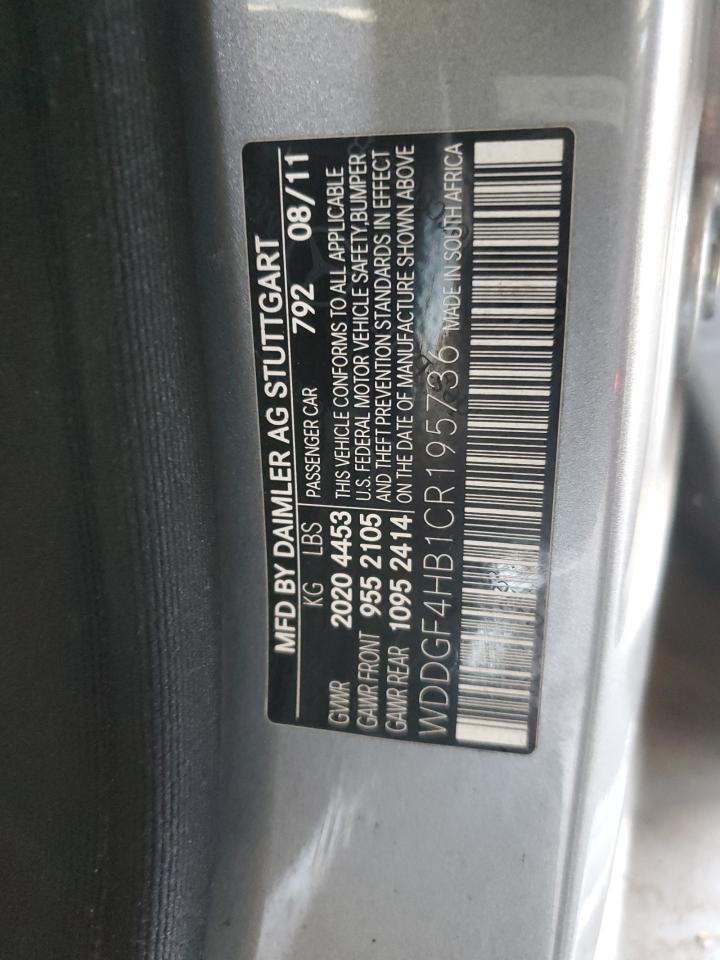 MFD BY DAIMLER AG STUTTGART
KG LBS PASSENGER CAR 792 08/11
GVWR 2020 4453 THIS VEHICLE CONFORMS TO ALL APPLICABLE
GAWR FRONT 955 2105 U.S. FEDERAL MOTOR VEHICLE SAFETY,BUMPER
GAWR REAR 1095 2414 AND THEFT PREVENTION STANDARDS IN EFFECT
ON THE DATE OF MANUFACTURE SHOWN ABOVE
WDDGF4HB1CR195736 MADE IN SOUTH AFRICA